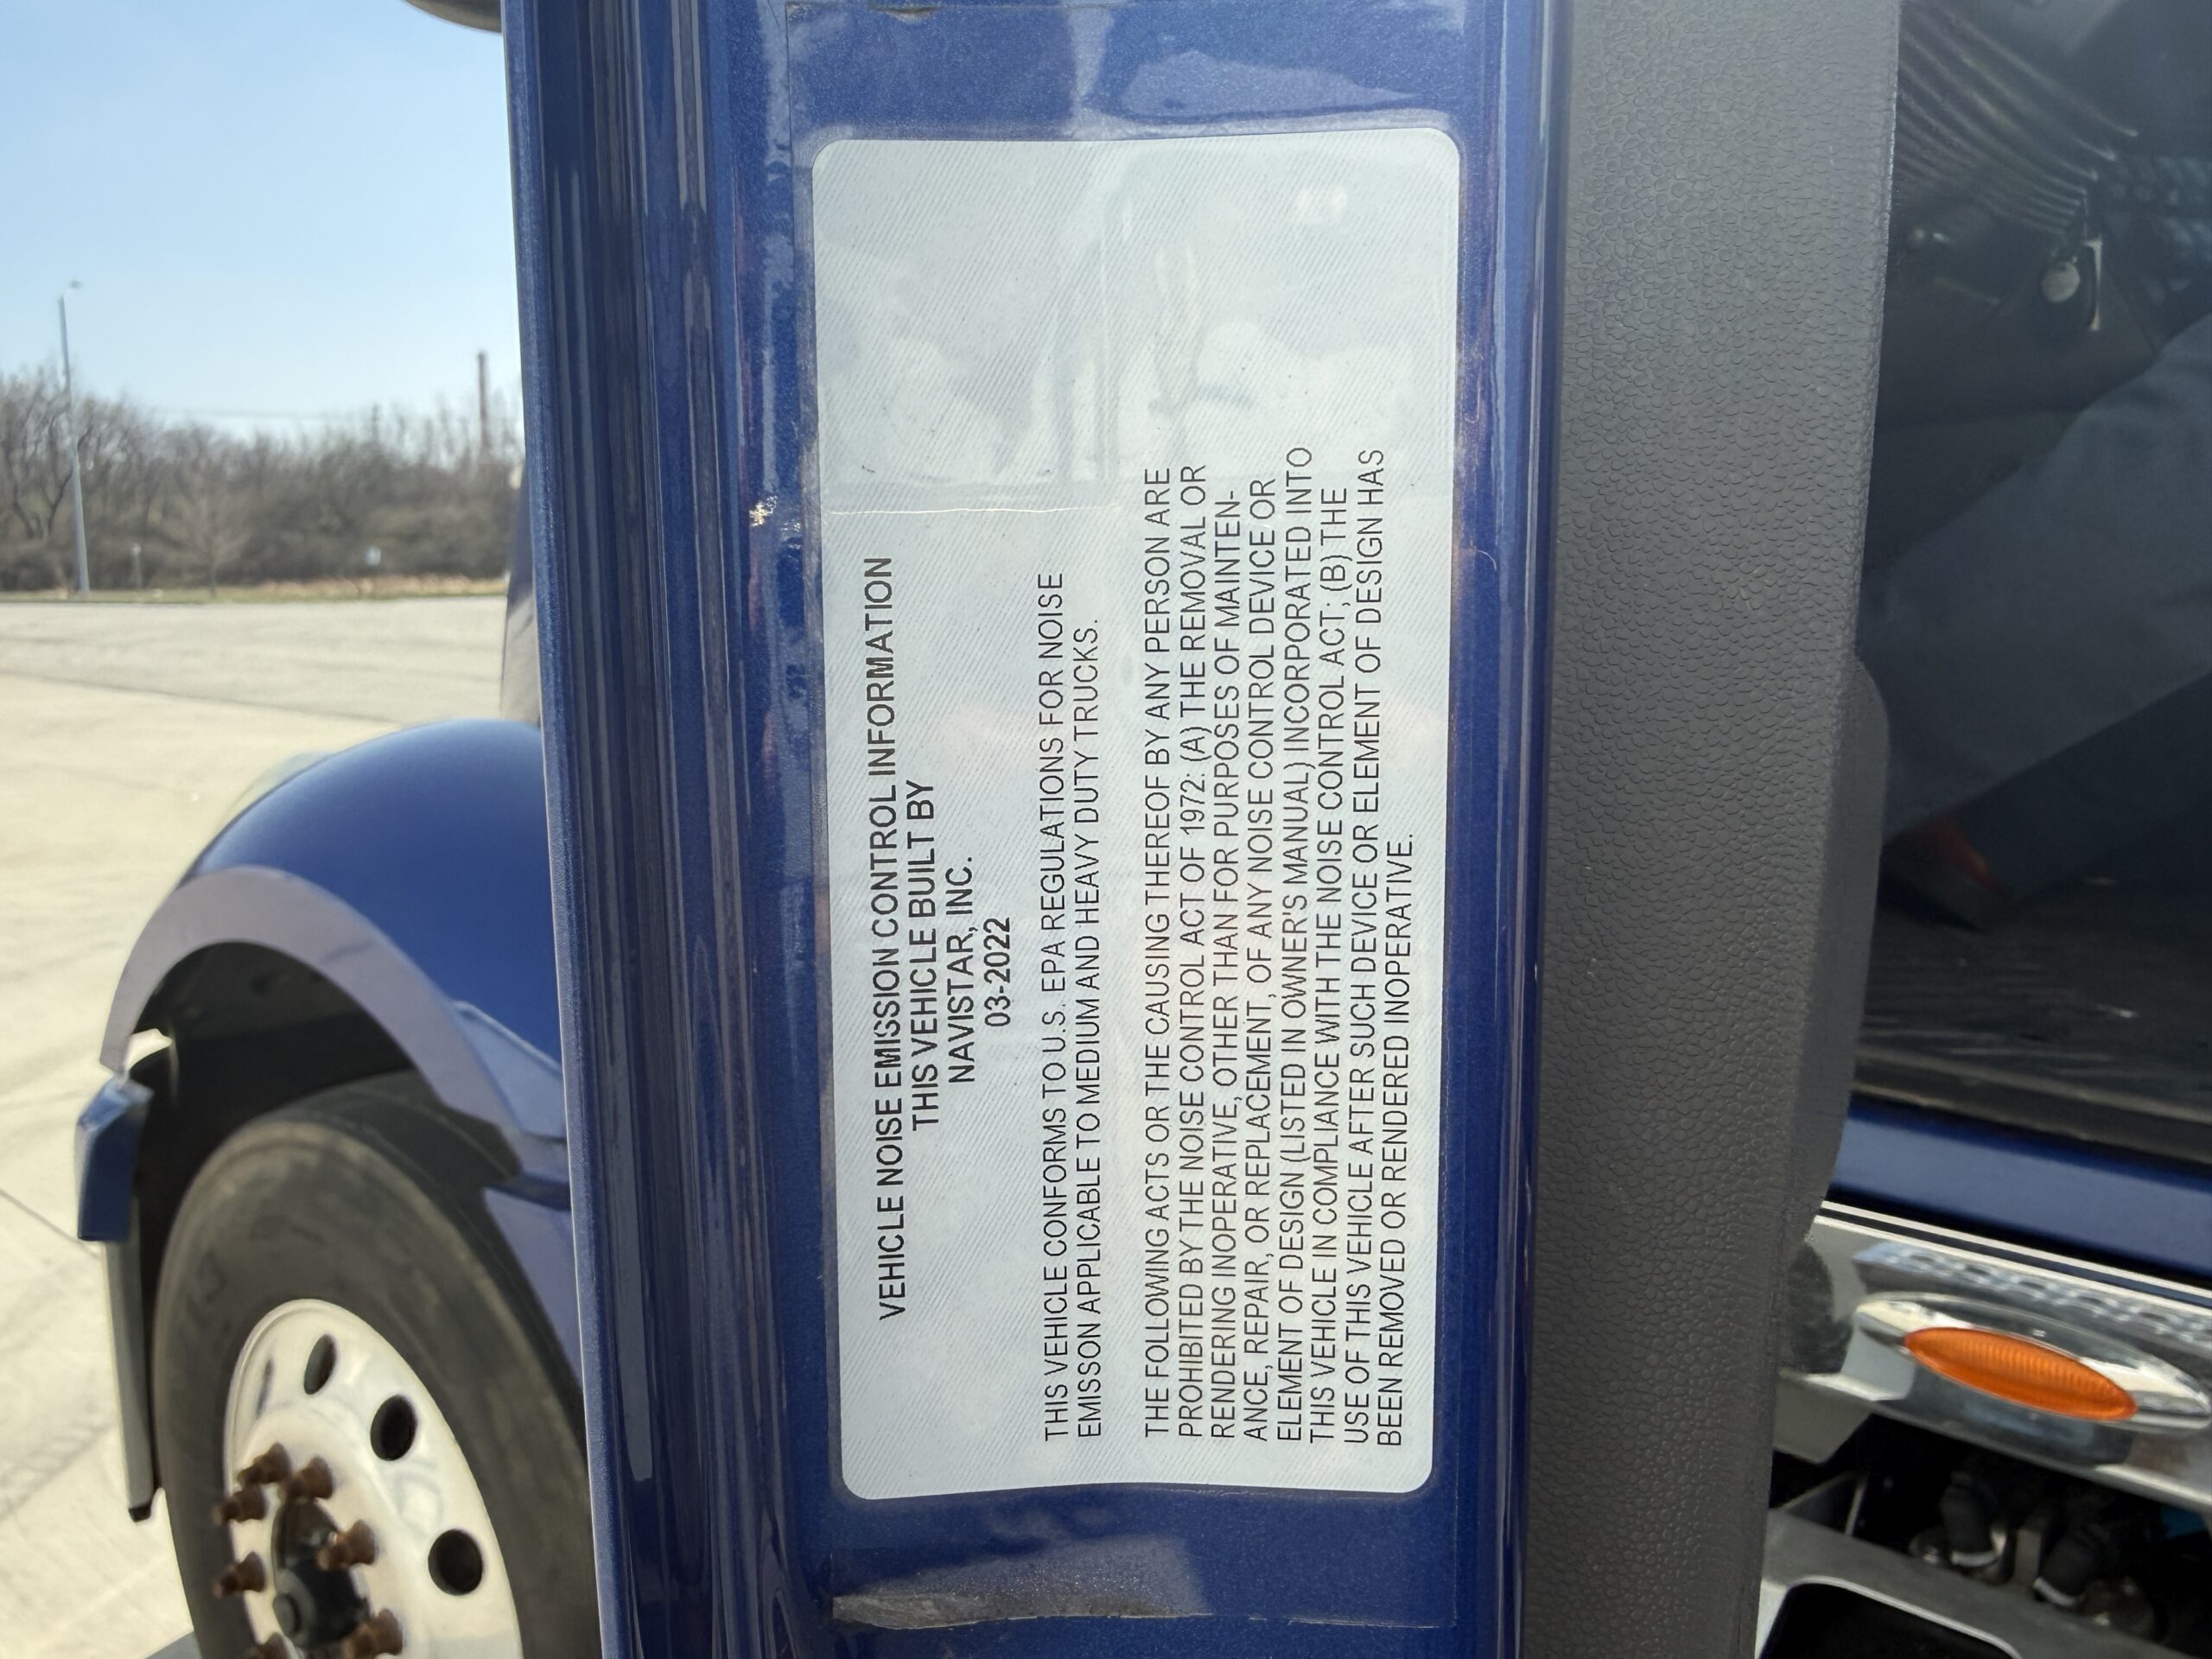 VEHICLE NOISE EMISSION CONTROL INFORMATION
THIS VEHICLE BUILT BY
NAVISTAR, INC.
03-2022
THIS VEHICLE CONFORMS TO U.S. EPA REGULATIONS FOR NOISE
EMISSON APPLICABLE TO MEDIUM AND HEAVY DUTY TRUCKS.
THE FOLLOWING ACTS OR THE CAUSING THEREOF BY ANY PERSON ARE
PROHIBITED BY THE NOISE CONTROL ACT OF 1972: (A) THE REMOVAL OR
RENDERING INOPERATIVE, OTHER THAN FOR PURPOSES OF MAINTEN-
ANCE, REPAIR, OR REPLACEMENT, OF ANY NOISE CONTROL DEVICE OR
ELEMENT OF DESIGN (LISTED IN OWNER'S MANUAL) INCORPORATED INTO
THIS VEHICLE IN COMPLIANCE WITH THE NOISE CONTROL ACT; (B) THE
USE OF THIS VEHICLE AFTER SUCH DEVICE OR ELEMENT OF DESIGN HAS
BEEN REMOVED OR RENDERED INOPERATIVE.